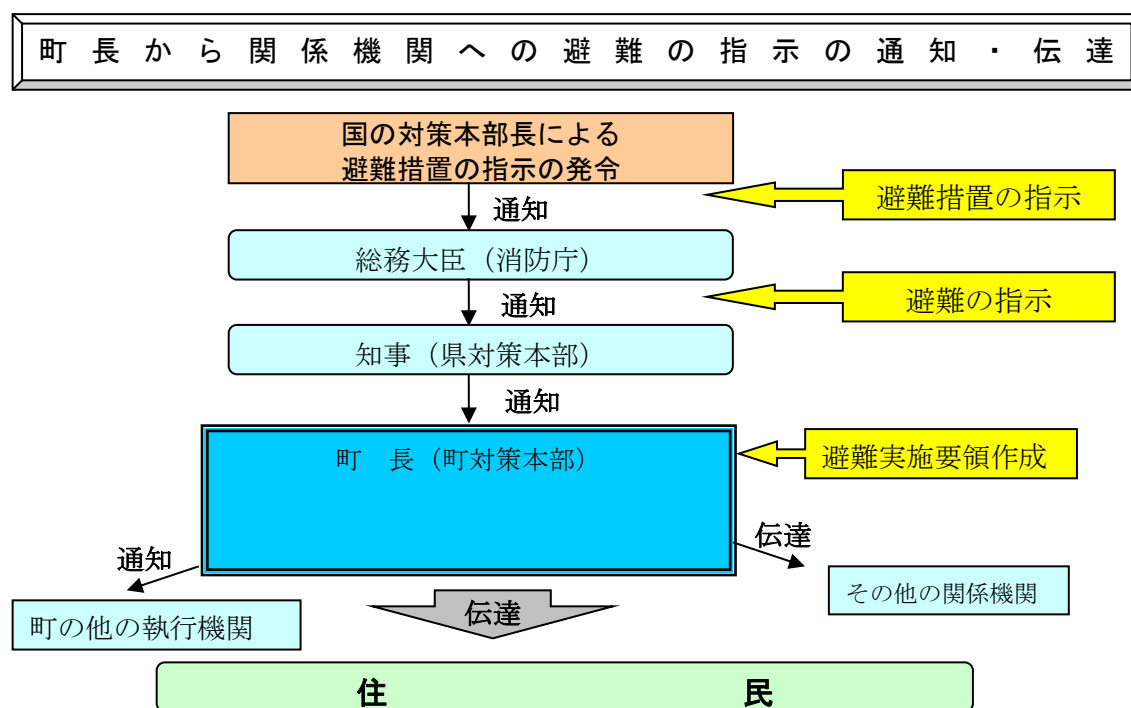 町長から関係機関への避難の指示の通知・伝達
国の対策本部長による
避難措置の指示の発令
避難措置の指示
通知
総務大臣（消防庁）
避難の指示
通知
知事（県対策本部）
通知
町　長（町対策本部）
避難実施要領作成
伝達
通知
その他の関係機関
伝達
町の他の執行機関
住　民